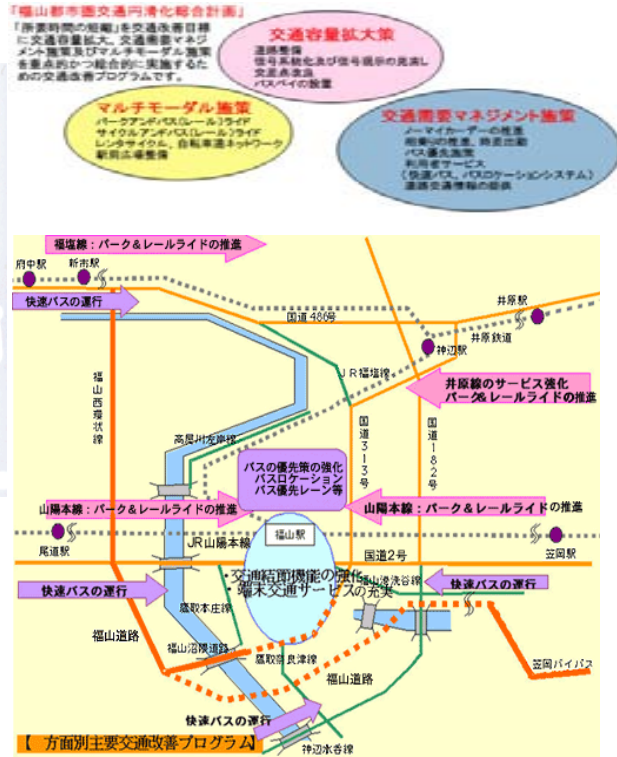 「福山都市圏交通円滑化総合計画」
「所要時間の短縮」を交通改善目標
に交通容量拡大、交通需要マネジ
メント施策及びマルチモーダル施策
を重点的かつ総合的に実施するた
めの交通改善プログラムです。
交通容量拡大策
道路整備
信号系統化及び信号現示の見直し
交差点改良
バスベイの設置
マルチモーダル施策
パークアンドバス(レール)ライド
サイクルアンドバス(レール)ライド
レンタサイクル、自転車道ネットワーク
駅前広場整備
交通需要マネジメント施策
ノーマイカーデーの推進
相乗りの推進、時差出勤
バス優先施策
利用者サービス
(快速バス、バスロケーションシステム)
道路交通情報の提供
福塩線:パーク&レールライドの推進
府中駅
新市駅
快速バスの運行
国道486号
井原駅
井原鉄道
神辺駅
JR福塩線
井原線のサービス強化
パーク&レールライドの推進
福山西環状線
高屋川左岸線
国道313号
国道182号
バスの優先策の強化
バスロケーション
バス優先レーン等
山陽本線:パーク&レールライドの推進
山陽本線:パーク&レールライドの推進
福山駅
尾道駅
JR山陽本線
笠岡駅
国道2号
・交通結節機能の強化
・端末交通サービスの充実
福山港洗谷線
快速バスの運行
快速バスの運行
鷹取本庄線
福山道路
福山沼隈道路
鷹取奈良津線
福山道路
笠岡バイパス
快速バスの運行
神辺水呑線
【 方面別主要交通改善プログラム】